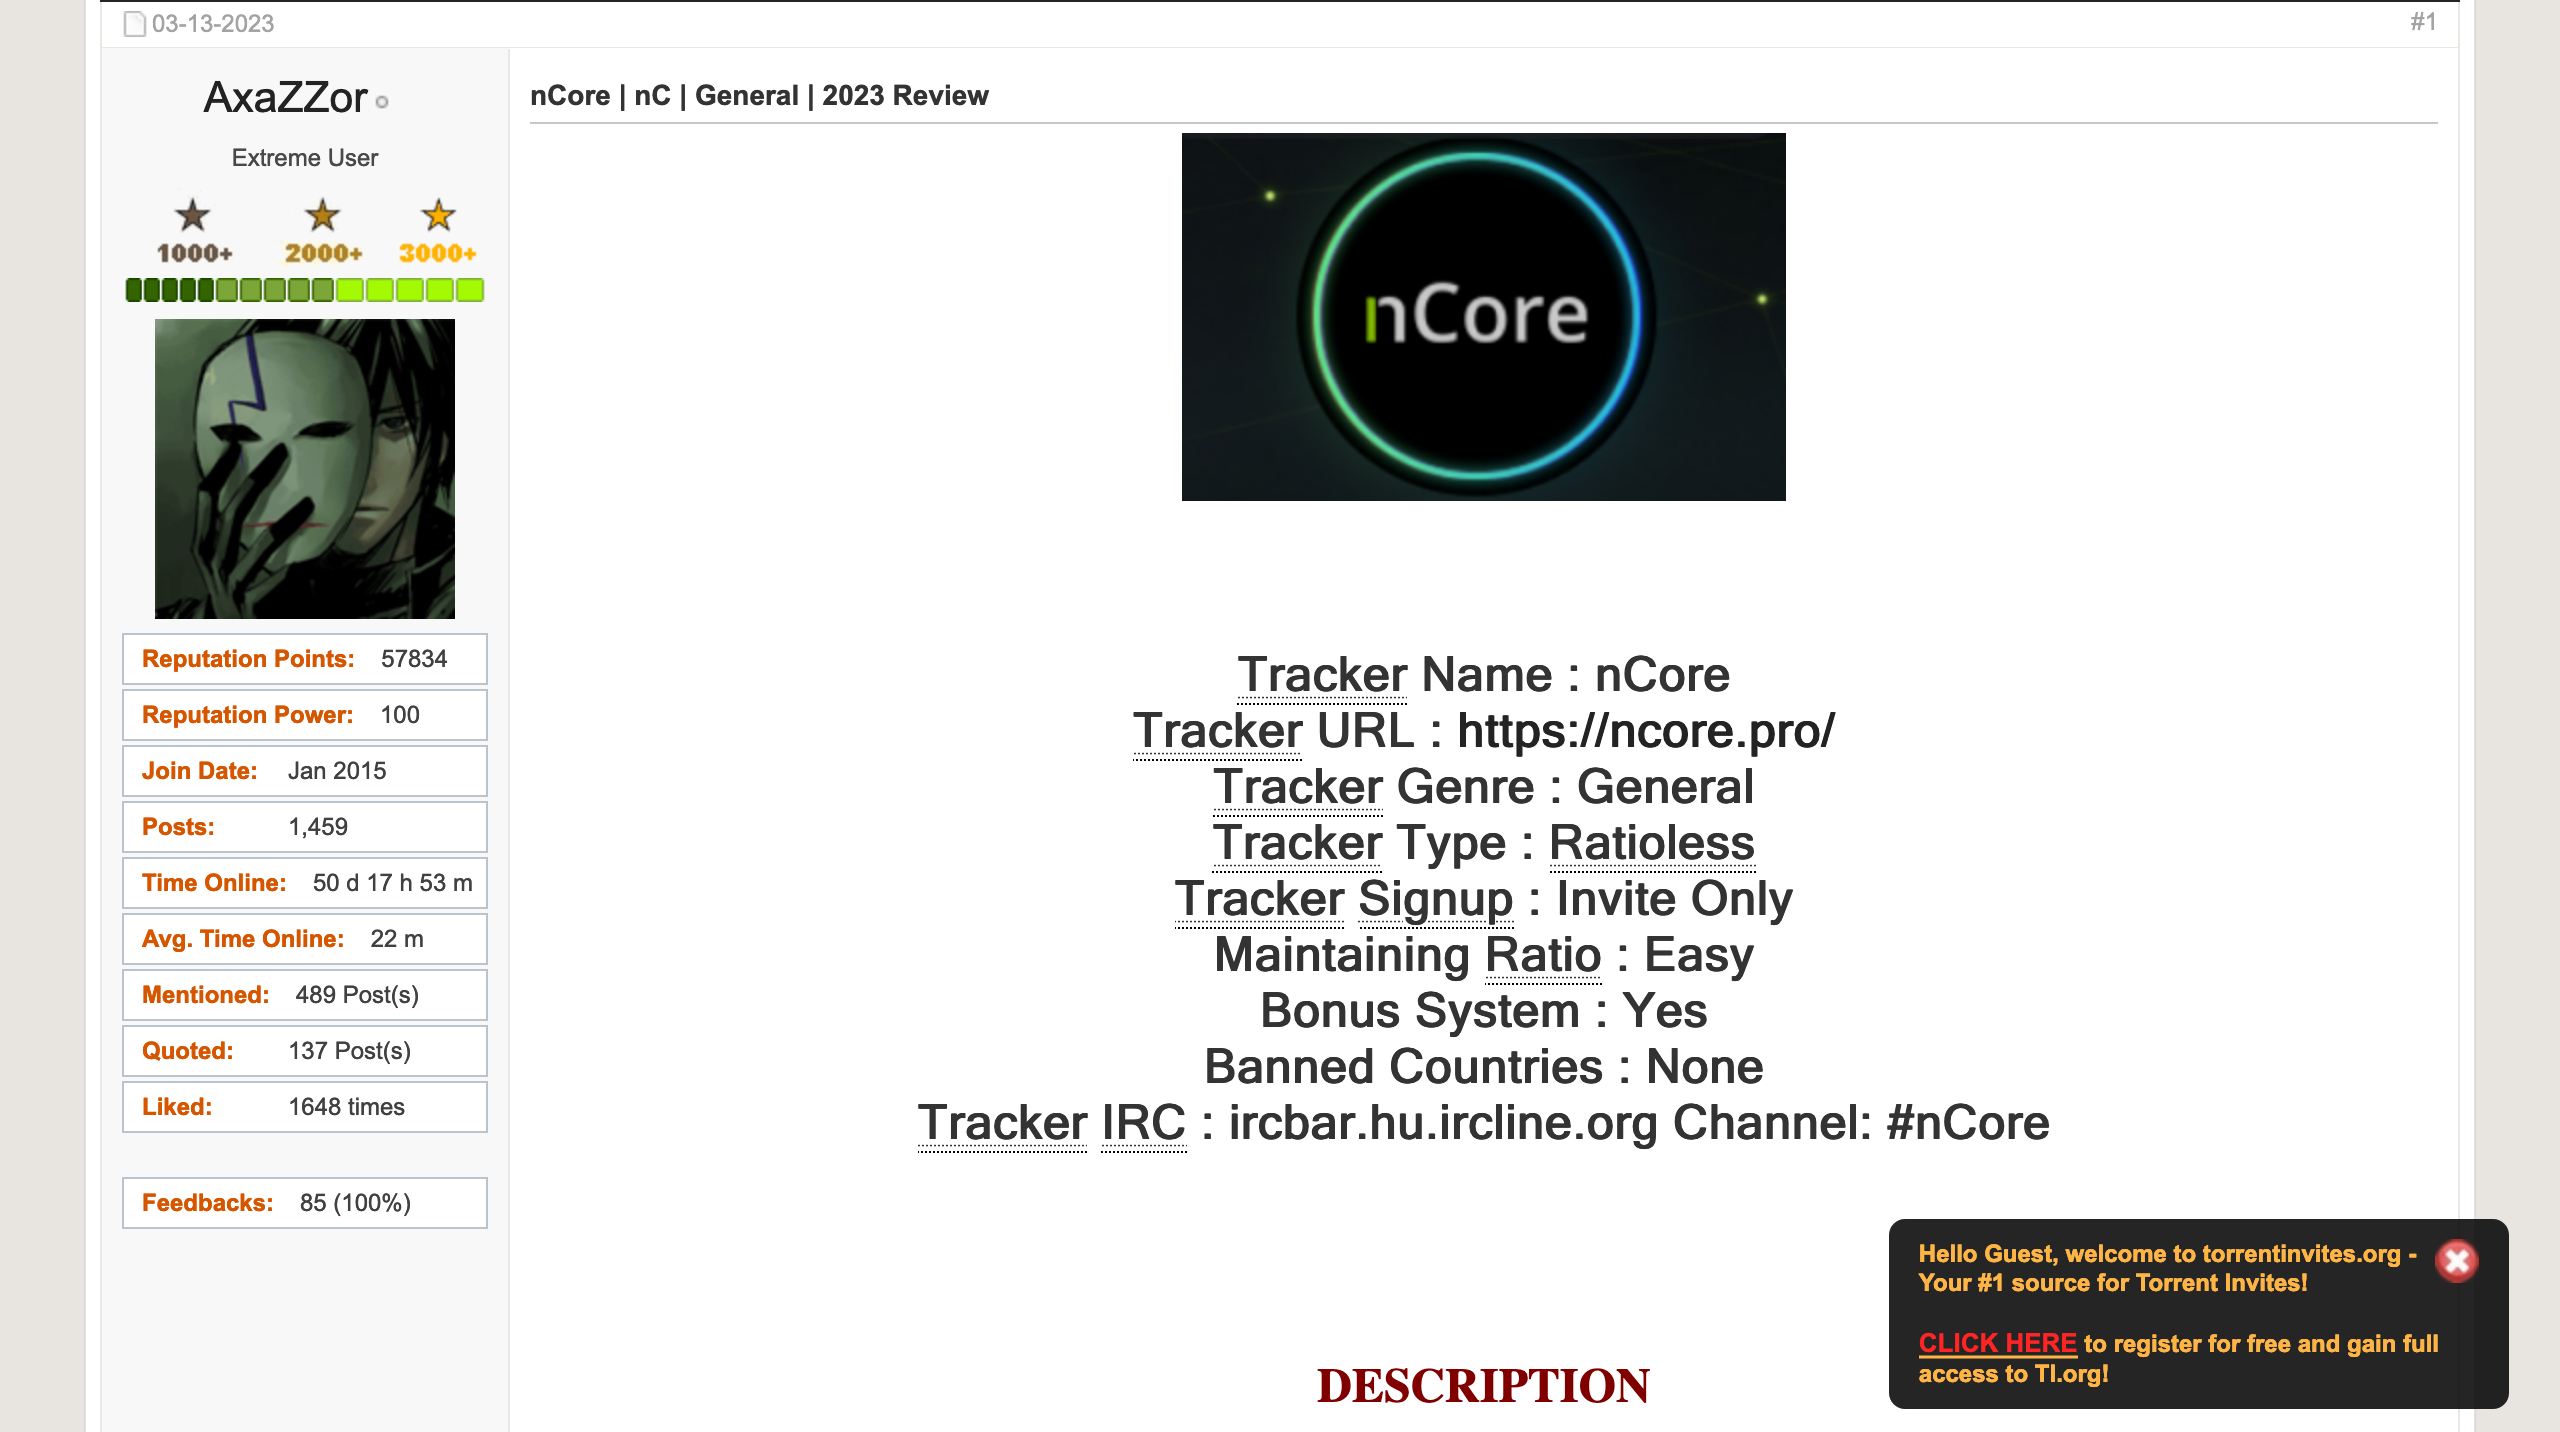 03-13-2023
#1
AxaZZor
Extreme User
1000+ 2000+ 3000+
Reputation Points: 57834
Reputation Power: 100
Join Date: Jan 2015
Posts: 1,459
Time Online: 50 d 17 h 53 m
Avg. Time Online: 22 m
Mentioned: 489 Post(s)
Quoted: 137 Post(s)
Liked: 1648 times
Feedbacks: 85 (100%)
nCore | nC | General | 2023 Review
nCore
Tracker Name : nCore
Tracker URL : https://ncore.pro/
Tracker Genre : General
Tracker Type : Ratioless
Tracker Signup : Invite Only
Maintaining Ratio : Easy
Bonus System : Yes
Banned Countries : None
Tracker IRC : ircbar.hu.ircline.org Channel: #nCore
DESCRIPTION
Hello Guest, welcome to torrentinvites.org -
Your #1 source for Torrent Invites!
CLICK HERE to register for free and gain full
access to TI.org!